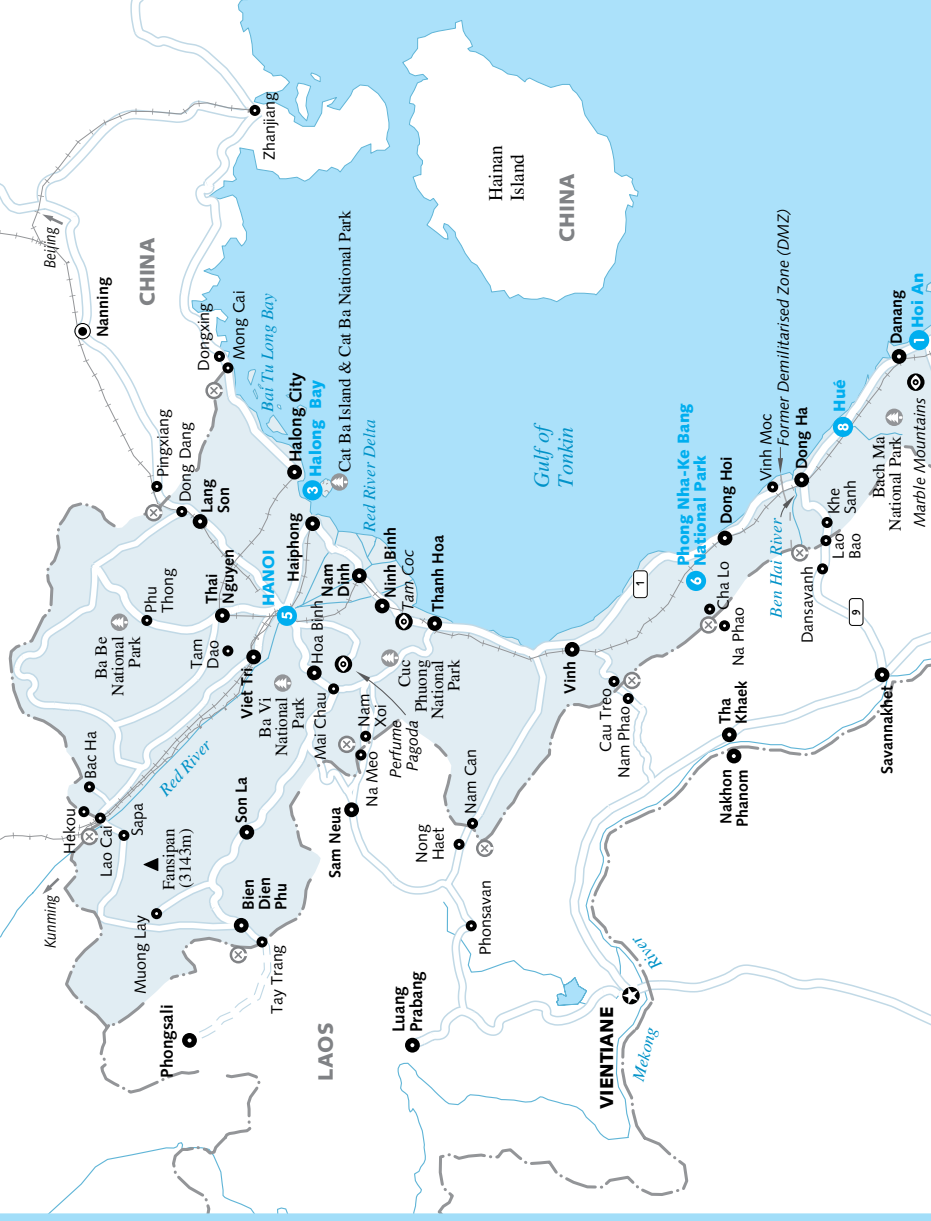 Kunming
Hekou
Bac Ha
Lao Cai
Sapa
Fansipan
(3143m)
Muong Lay
Phongsali
Tay Trang
Bien
Dien
Phu
Son La
Red River
Ba Be
National
Park
Phu
Thong
Thai
Nguyen
Tam
Dao
Viet Tri
Ba Vi
National
Park
5
HANOI
Hoa Binh
Mai Chau
Nam
Xoi
Na Meo
Perfume
Pagoda
Sam Neua
Cuc
Phuong
National
Park
Beijing
Nanning
CHINA
Zhanjiang
Pingxiang
Dong Dang
Lang
Son
Dongxing
Mong Cai
Bai Tu Long Bay
Halong City
3
Halong Bay
Cat Ba Island & Cat Ba National Park
Haiphong
Red River Delta
Nam
Dinh
Ninh Binh
Tam Coc
Thanh Hoa
Hainan
Island
CHINA
Gulf of
Tonkin
LAOS
Luang
Prabang
Phonsavan
Nong
Haet
Nam Can
Vinh
1
Cau Treo
Nam Phao
VIENTIANE
Mekong
River
Nakhon
Phanom
Tha
Khaek
Na Phao
Cha Lo
6
Phong Nha-Ke Bang
National Park
Dong Hoi
Vinh Moc
Former Demilitarised Zone (DMZ)
Ben Hai River
Dong Ha
Dansavanh
Lao
Bao
Khe
Sanh
9
Savannakhet
8
Hué
Bach Ma
National Park
Marble Mountains
Danang
1
Hoi An